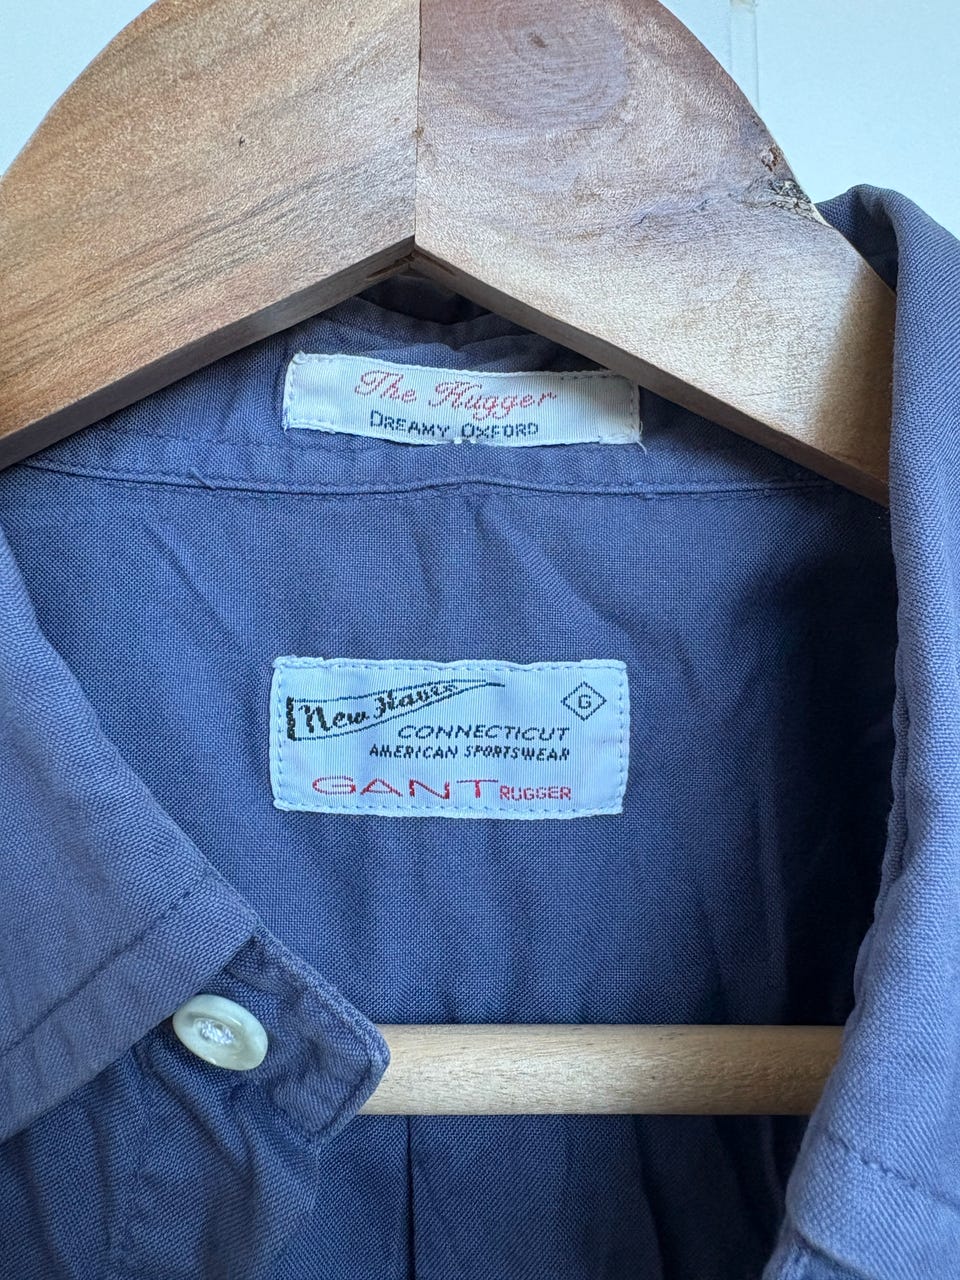 The Hugger
DREAMY OXFORD
New Haven
G
CONNECTICUT
AMERICAN SPORTSWEAR
GANT RUGGER